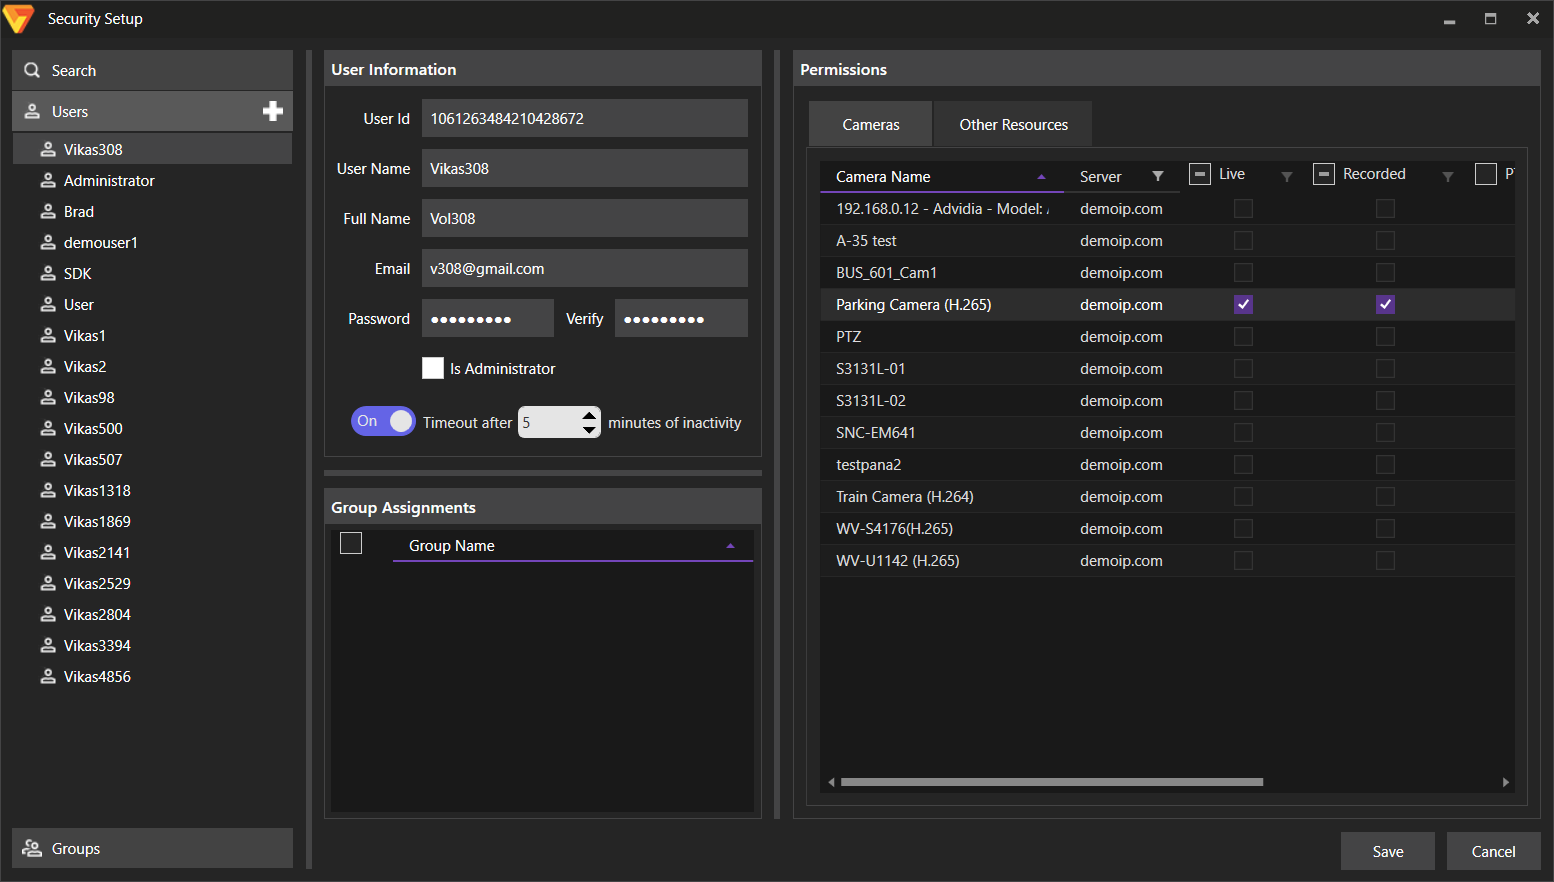 Security Setup
Search
Users
Vikas308
Administrator
Brad
demouser1
SDK
User
Vikas1
Vikas2
Vikas98
Vikas500
Vikas507
Vikas1318
Vikas1869
Vikas2141
Vikas2529
Vikas2804
Vikas3394
Vikas4856
Groups
User Information
User Id 1061263484210428672
User Name Vikas308
Full Name Vol308
Email v308@gmail.com
Password ●●●●●●●●● Verify ●●●●●●●●●
Is Administrator
On Timeout after 5 minutes of inactivity
Group Assignments
Group Name
Permissions
Cameras Other Resources
Camera Name Server Live Recorded
192.168.0.12 - Advidia - Model: demoip.com
A-35 test demoip.com
BUS_601_Cam1 demoip.com
Parking Camera (H.265) demoip.com
PTZ demoip.com
S3131L-01 demoip.com
S3131L-02 demoip.com
SNC-EM641 demoip.com
testpana2 demoip.com
Train Camera (H.264) demoip.com
WV-S4176(H.265) demoip.com
WV-U1142 (H.265) demoip.com
Save Cancel